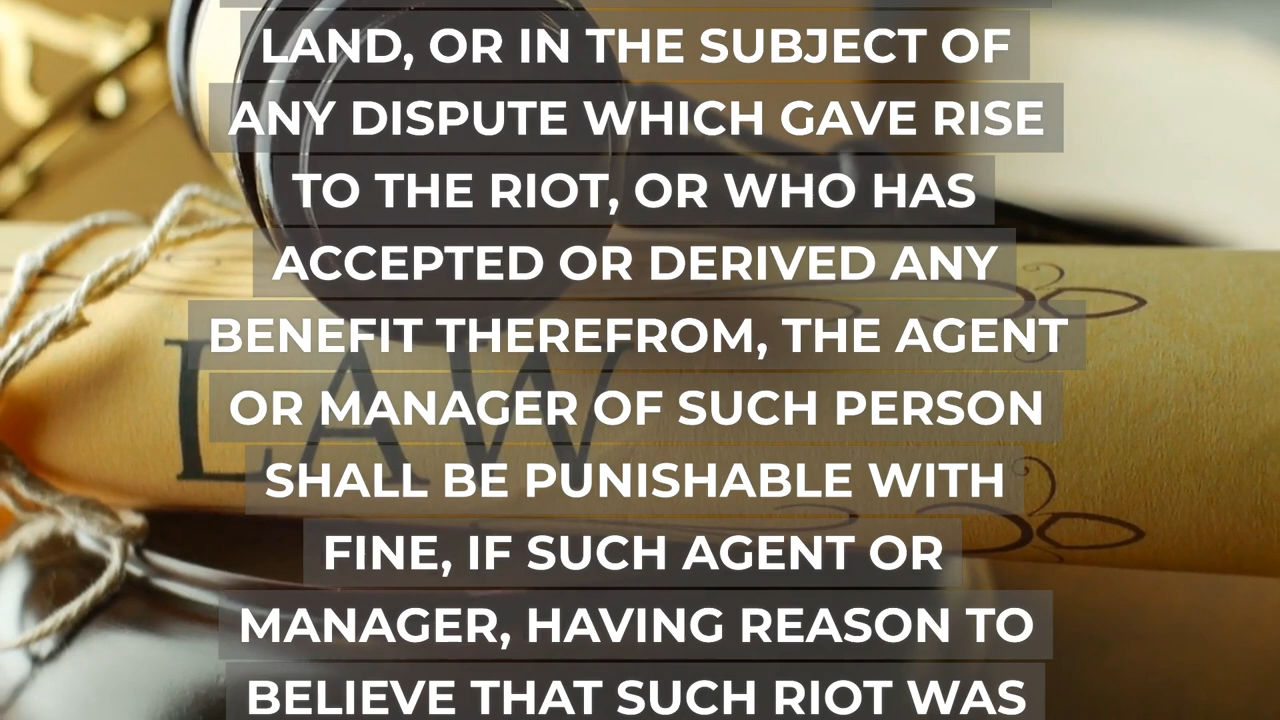 LAND, OR IN THE SUBJECT OF
ANY DISPUTE WHICH GAVE RISE
TO THE RIOT, OR WHO HAS
ACCEPTED OR DERIVED ANY
BENEFIT THEREFROM, THE AGENT
OR MANAGER OF SUCH PERSON
SHALL BE PUNISHABLE WITH
FINE, IF SUCH AGENT OR
MANAGER, HAVING REASON TO
BELIEVE THAT SUCH RIOT WAS
LAW